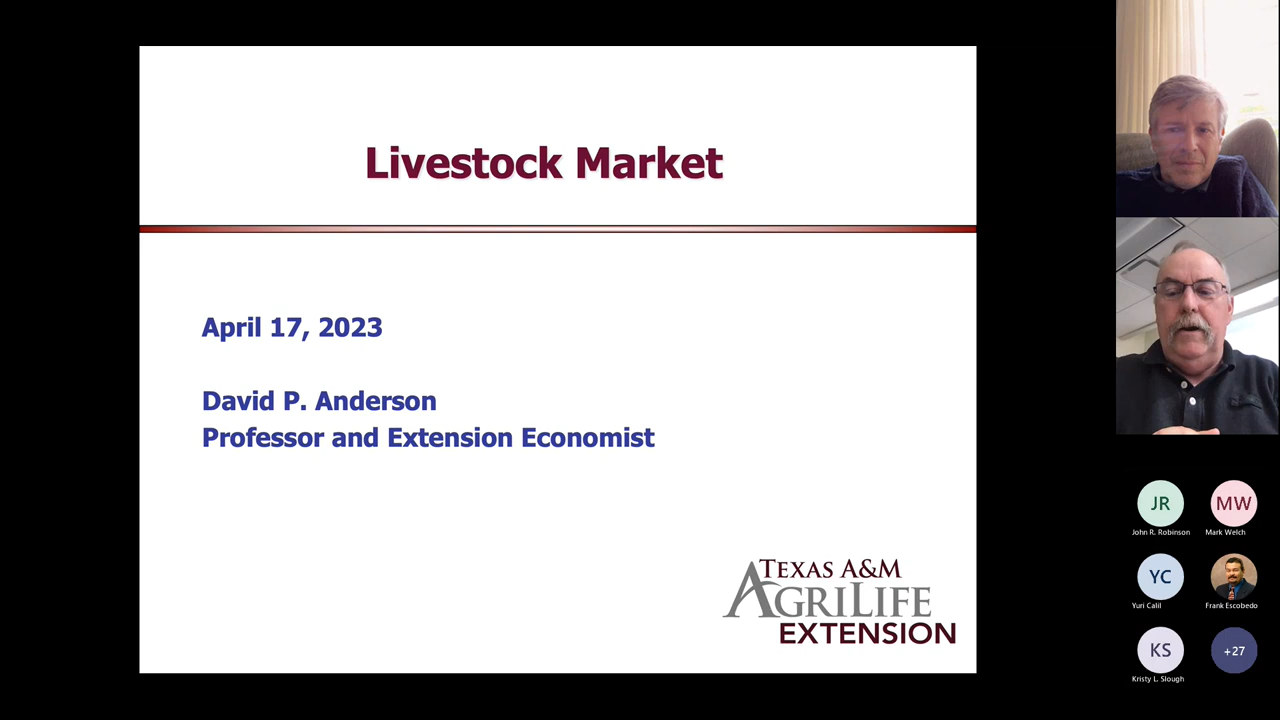 Livestock Market
April 17, 2023
David P. Anderson
Professor and Extension Economist
TEXAS A&M
AGRILIFE
EXTENSION
JR
John R. Robinson
MW
Mark Welch
YC
Yuri Calil
Frank Escobedo
KS
Kristy L. Slough
+27